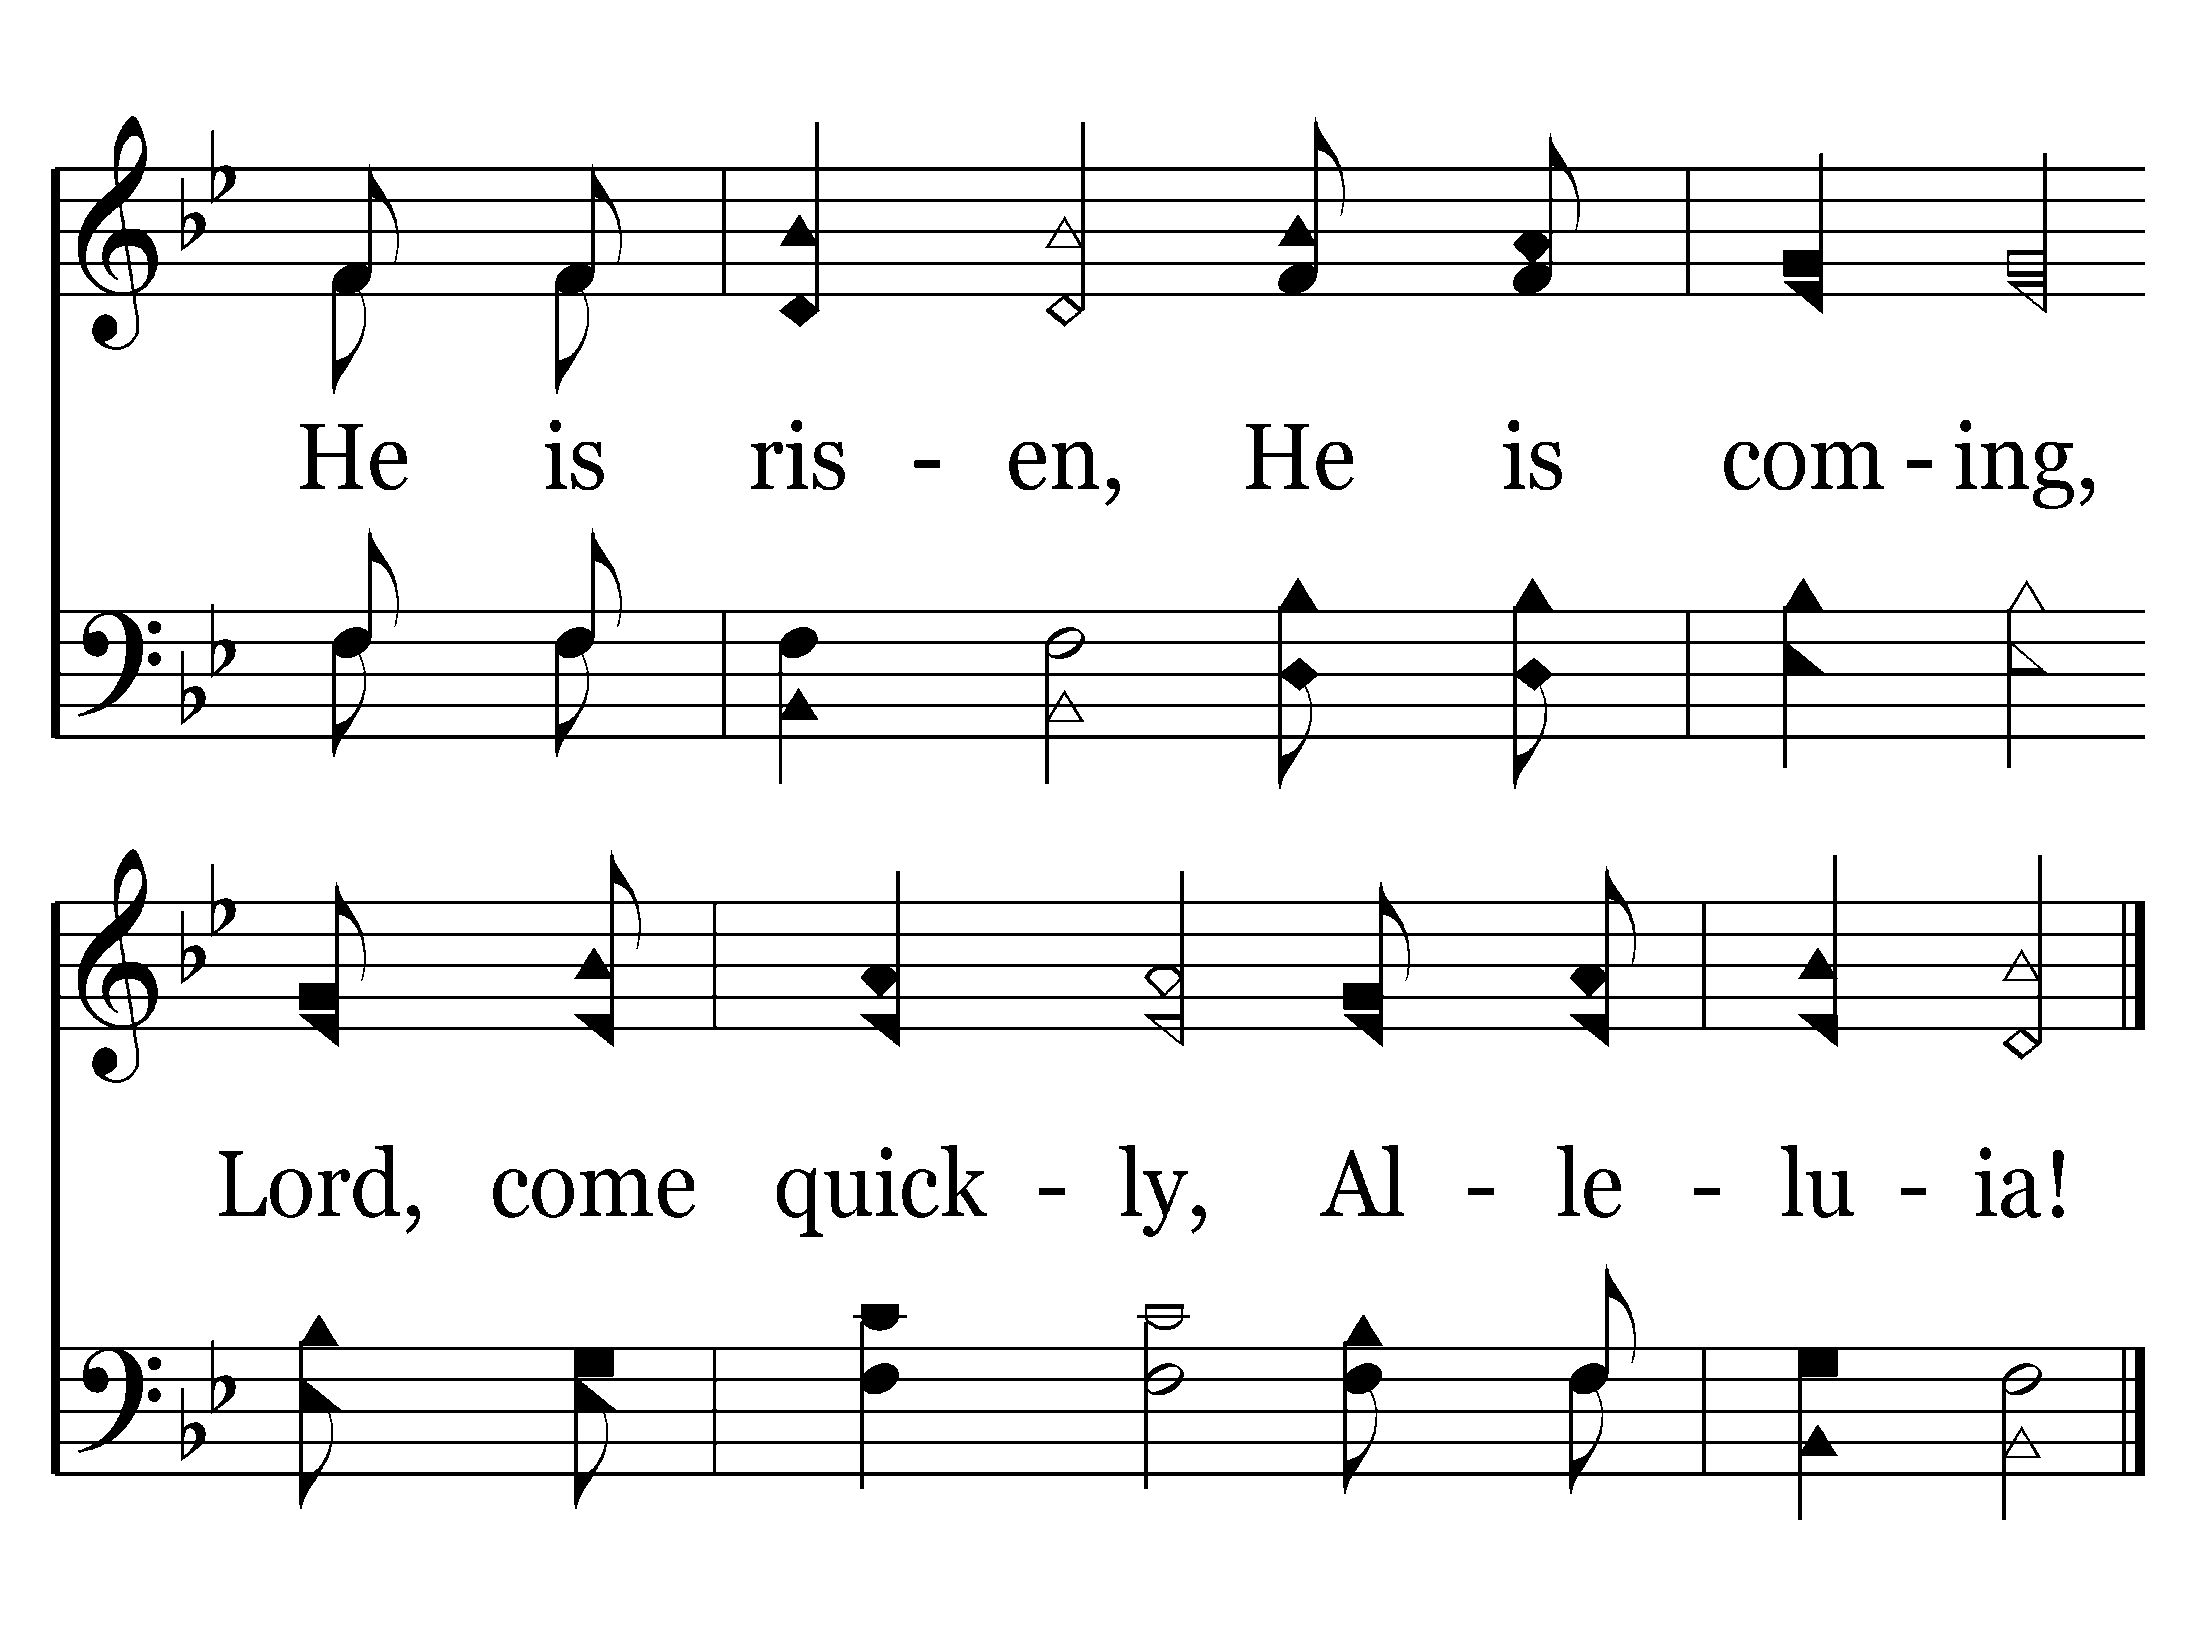 He is ris - en, He is com - ing,
Lord, come quick - ly, Al - le - lu - ia!